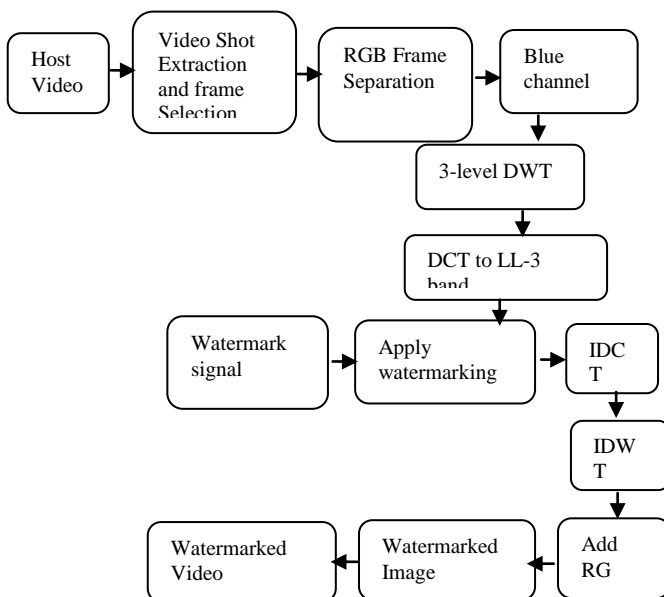 Host
Video
Video Shot
Extraction
and frame
Selection
RGB Frame
Separation
Blue
channel
3-level DWT
DCT to LL-3
band
Watermark
signal
Apply
watermarking
IDC
T
IDW
T
Add
RG
Watermarked
Image
Watermarked
Video